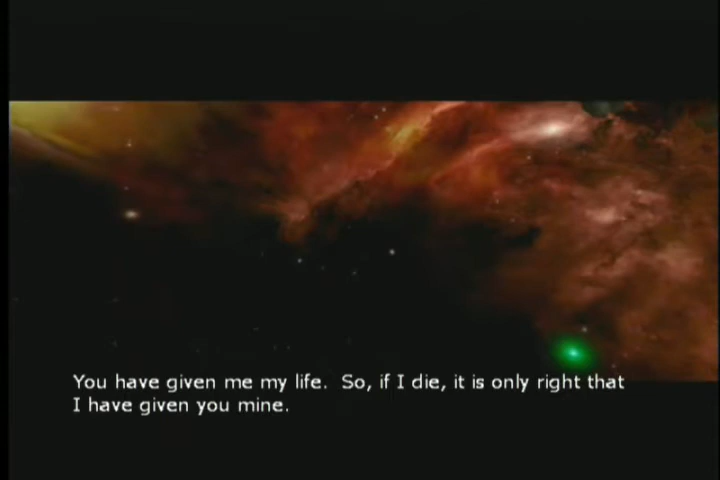 You have given me my life. So, if I die, it is only right that
I have given you mine.